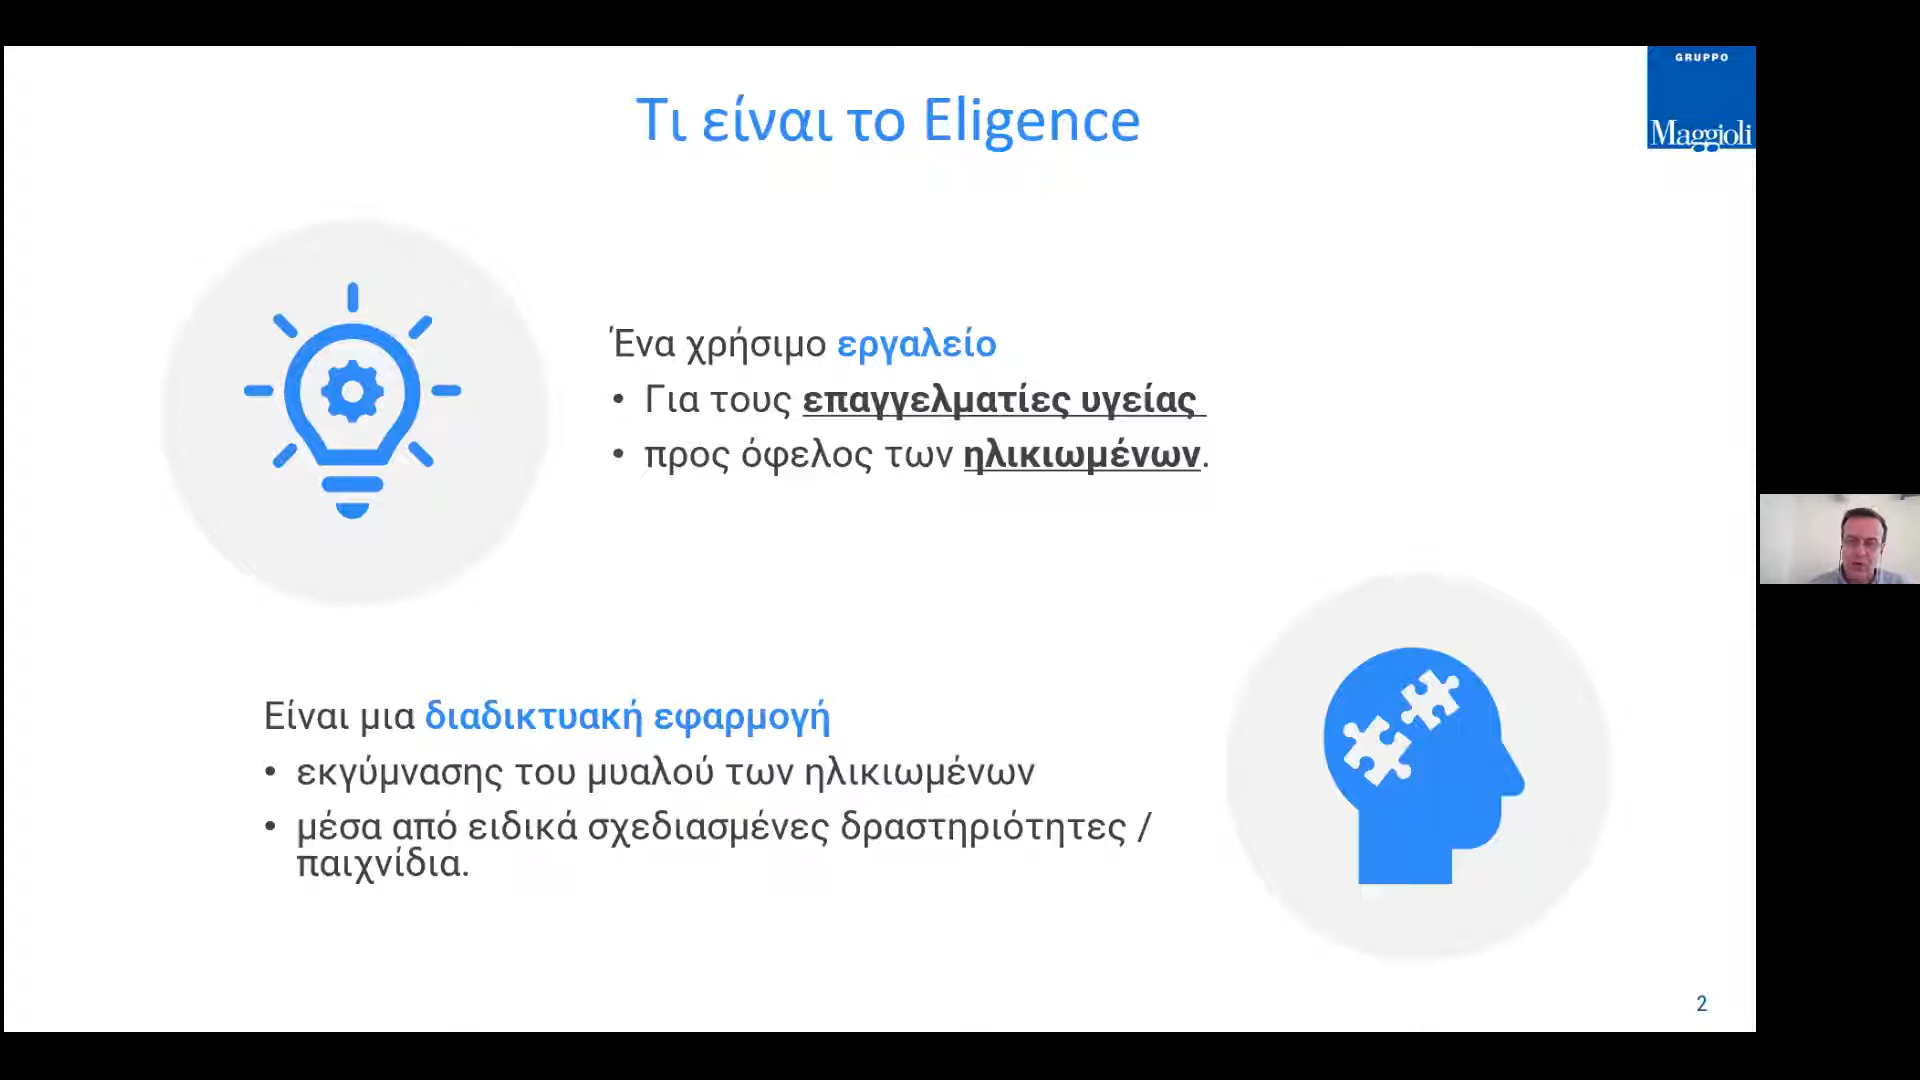 GRUPPO
Maggioli
Τι είναι το Eligence
Ένα χρήσιμο εργαλείο
• Για τους επαγγελματίες υγείας
• προς όφελος των ηλικιωμένων.
Είναι μια διαδικτυακή εφαρμογή
• εκγύμνασης του μυαλού των ηλικιωμένων
• μέσα από ειδικά σχεδιασμένες δραστηριότητες /
παιχνίδια.
2